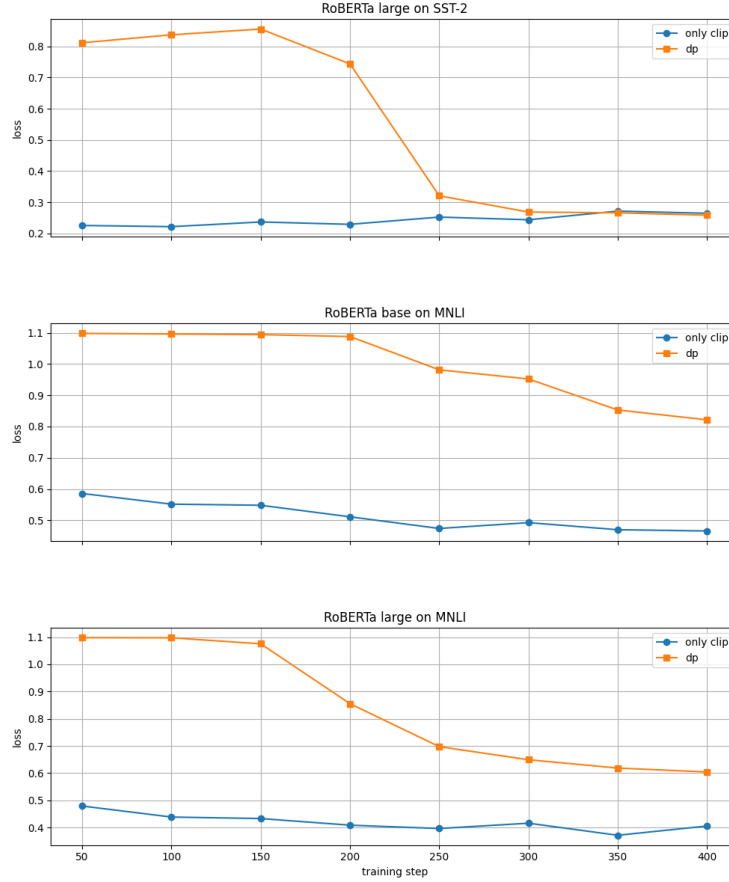 RoBERTa large on SST-2
only clip
dp
0.8
0.7
0.6
0.5
0.4
0.3
0.2
loss
RoBERTa base on MNLI
only clip
dp
1.1
1.0
0.9
0.8
0.7
0.6
0.5
loss
RoBERTa large on MNLI
only clip
dp
1.1
1.0
0.9
0.8
0.7
0.6
0.5
0.4
loss
50 100 150 200 250 300 350 400
training step